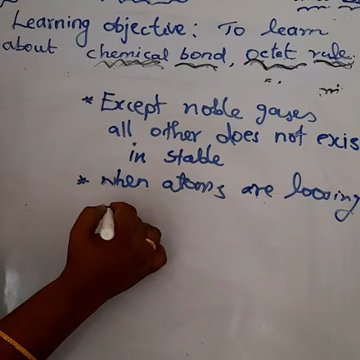 Learning objective: To learn
about chemical bond, octet rule.
* Except noble gases
all other does not exis
in stable
* when atoms are loosing